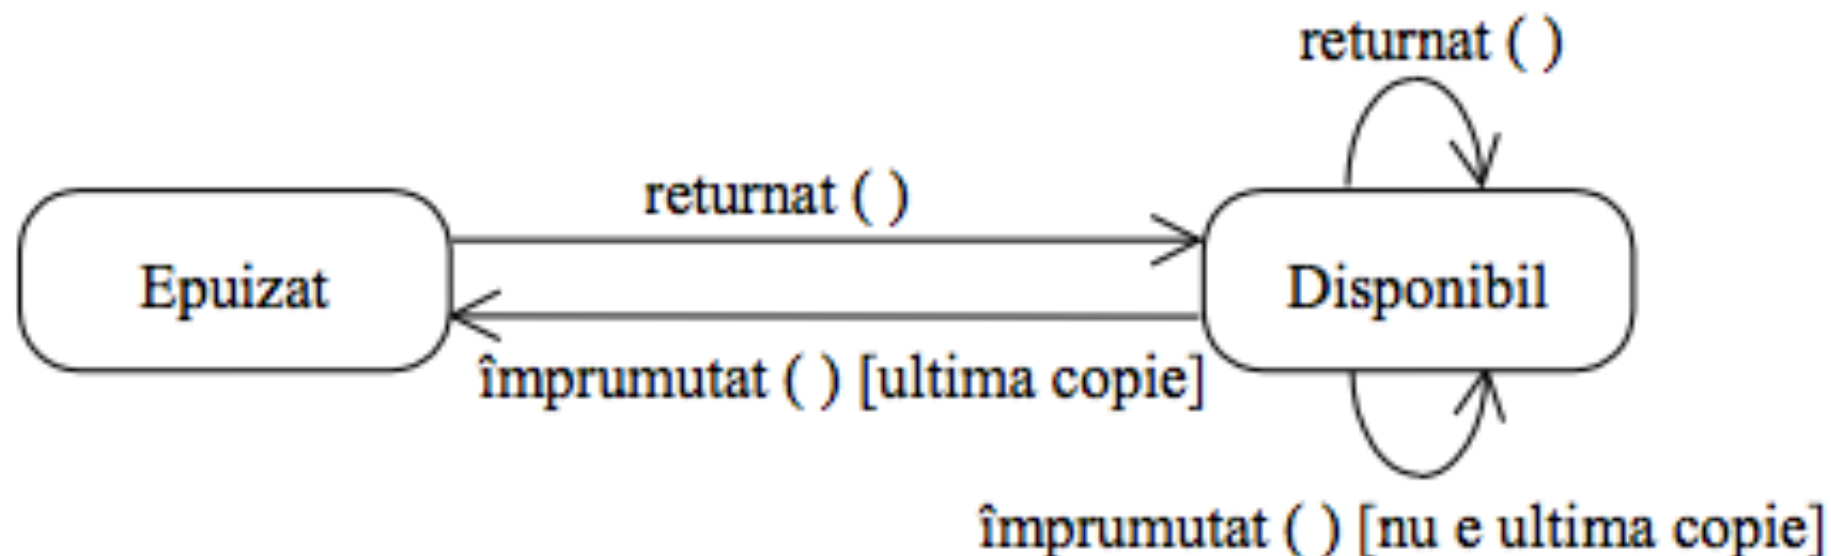 returnat ( )
returnat ( )
Epuizat
Disponibil
împrumutat ( ) [ultima copie]
împrumutat ( ) [nu e ultima copie]